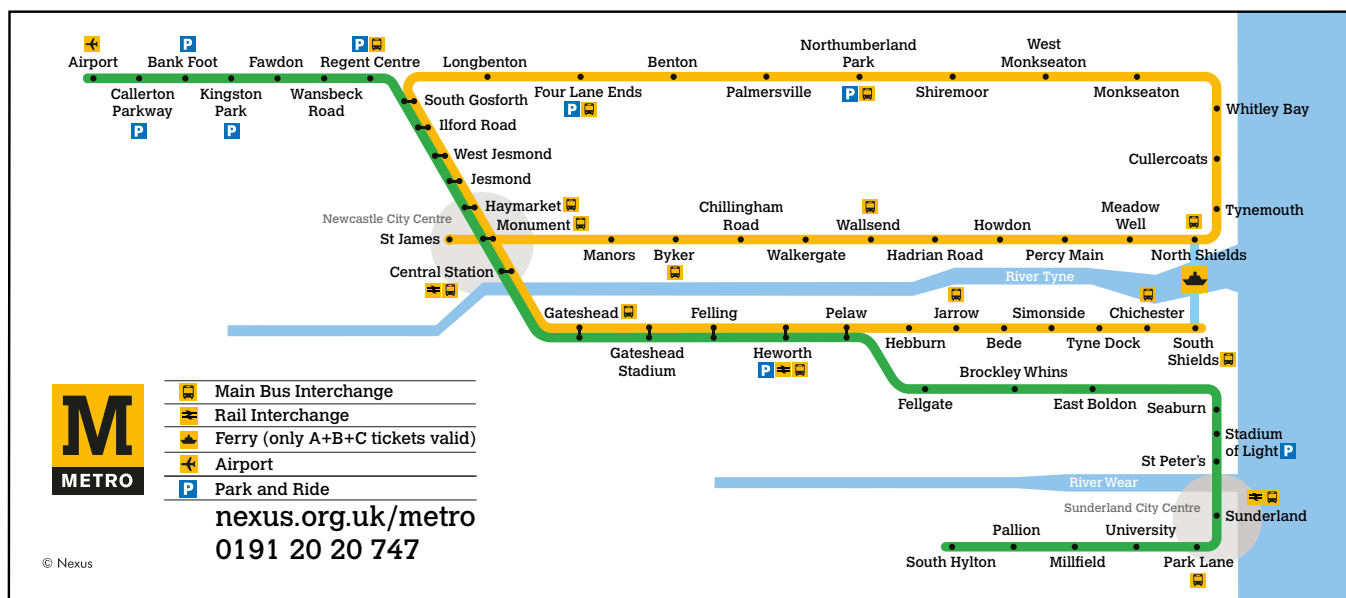 Airport
Callerton
Parkway
Bank Foot
Kingston
Park
Fawdon
Wansbeck
Road
Regent Centre
Longbenton
Four Lane Ends
Benton
Palmersville
Northumberland
Park
Shiremoor
West
Monkseaton
Monkseaton
Whitley Bay
Cullercoats
Tynemouth
South Gosforth
Ilford Road
West Jesmond
Jesmond
Haymarket
Newcastle City Centre
Monument
St James
Central Station
Manors
Byker
Chillingham
Road
Walkergate
Wallsend
Hadrian Road
Howdon
Percy Main
Meadow
Well
North Shields
River Tyne
Gateshead
Gateshead
Stadium
Felling
Heworth
Pelaw
Hebburn
Jarrow
Bede
Simonside
Tyne Dock
Chichester
South
Shields
Fellgate
Brockley Whins
East Boldon
Seaburn
Stadium
of Light
St Peter's
River Wear
Sunderland City Centre
Sunderland
Park Lane
University
Millfield
Pallion
South Hylton
M
METRO
Main Bus Interchange
Rail Interchange
Ferry (only A+B+C tickets valid)
Airport
P Park and Ride
nexus.org.uk/metro
0191 20 20 747
© Nexus